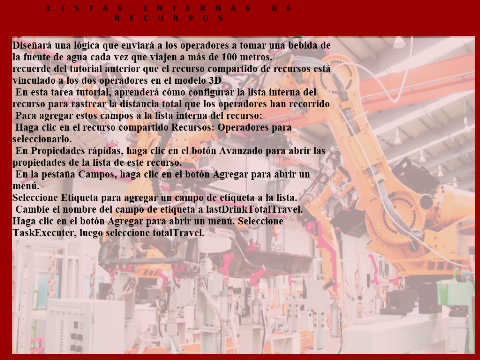 LISTAS INTERNAS DE
RECURSOS
Diseñará una lógica que enviará a los operadores a tomar una bebida de
la fuente de agua cada vez que viajen a más de 100 metros.
recuerde del tutorial anterior que el recurso compartido de recursos está
vinculado a los dos operadores en el modelo 3D
En esta tarea tutorial, aprenderá cómo configurar la lista interna del
recurso para rastrear la distancia total que los operadores han recorrido
Para agregar estos campos a la lista interna del recurso:
Haga clic en el recurso compartido Recursos: Operadores para
seleccionarlo.
En Propiedades rápidas, haga clic en el botón Avanzado para abrir las
propiedades de la lista de este recurso.
En la pestaña Campos, haga clic en el botón Agregar para abrir un
menú.
Seleccione Etiqueta para agregar un campo de etiqueta a la lista.
Cambie el nombre del campo de etiqueta a lastDrinkTotalTravel.
Haga clic en el botón Agregar para abrir un menú. Seleccione
TaskExecuter, luego seleccione totalTravel.